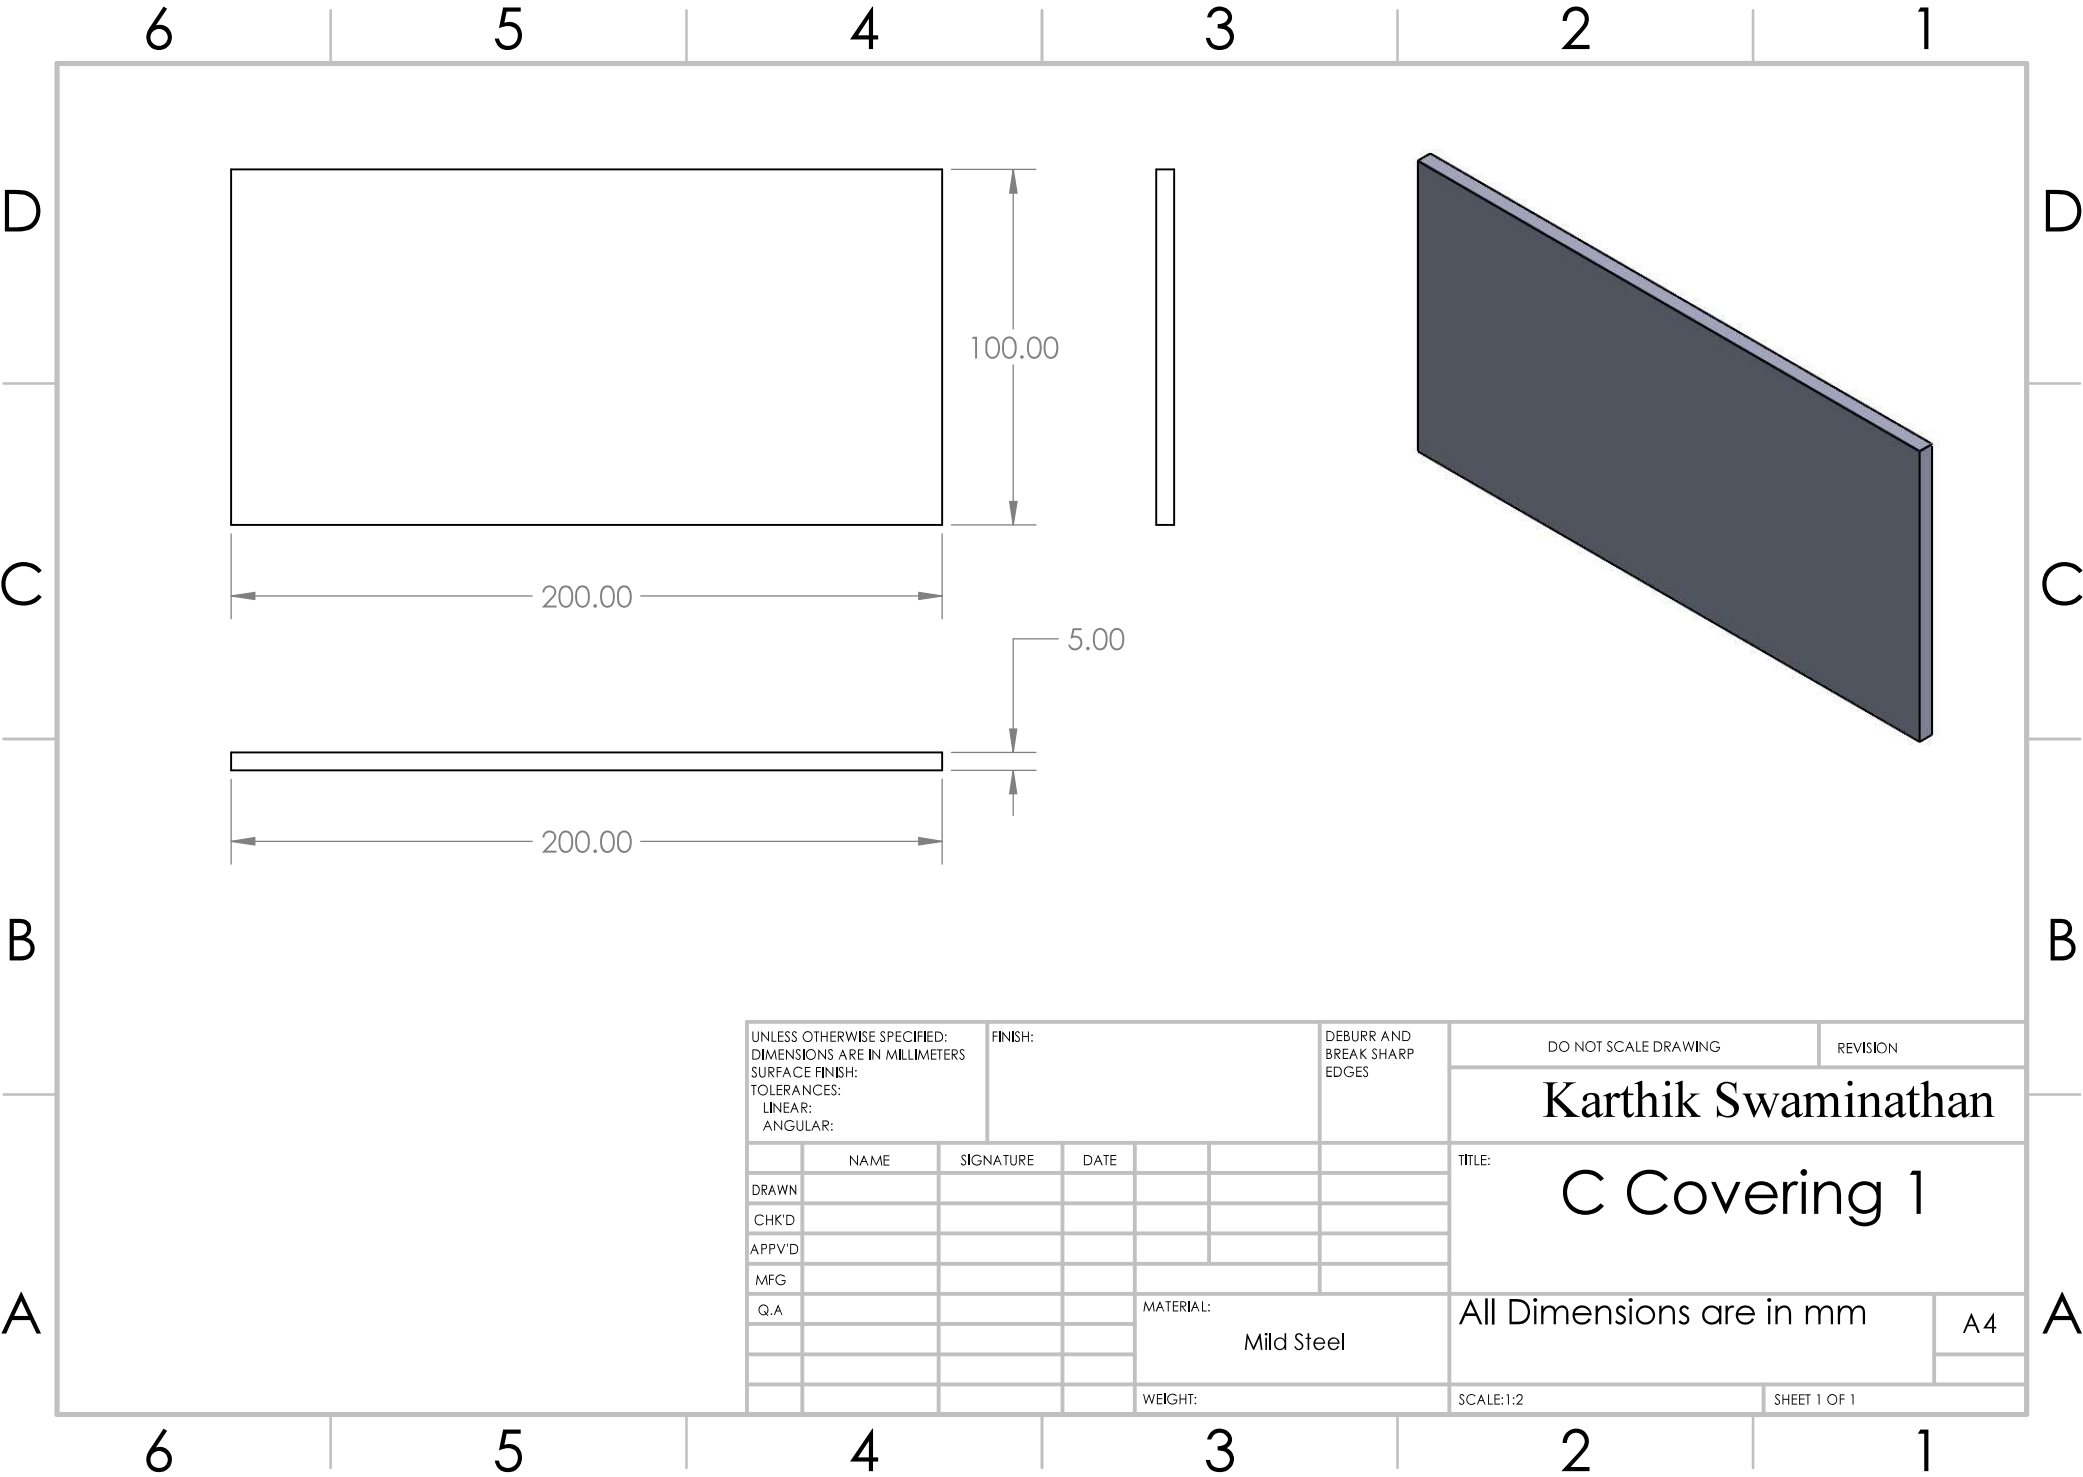 6 5 4 3 2 1
D D
100.00
C C
200.00
5.00
200.00
B B
UNLESS OTHERWISE SPECIFIED:
DIMENSIONS ARE IN MILLIMETERS
SURFACE FINISH:
TOLERANCES:
LINEAR:
ANGULAR:
FINISH:
DEBURR AND
BREAK SHARP
EDGES
DO NOT SCALE DRAWING
REVISION
Karthik Swaminathan
NAME SIGNATURE DATE
DRAWN
CHK'D
APPV'D
MFG
Q.A
TITLE:
C Covering 1
MATERIAL:
Mild Steel
WEIGHT:
All Dimensions are in mm
A4
SCALE:1:2
SHEET 1 OF 1
A A
6 5 4 3 2 1